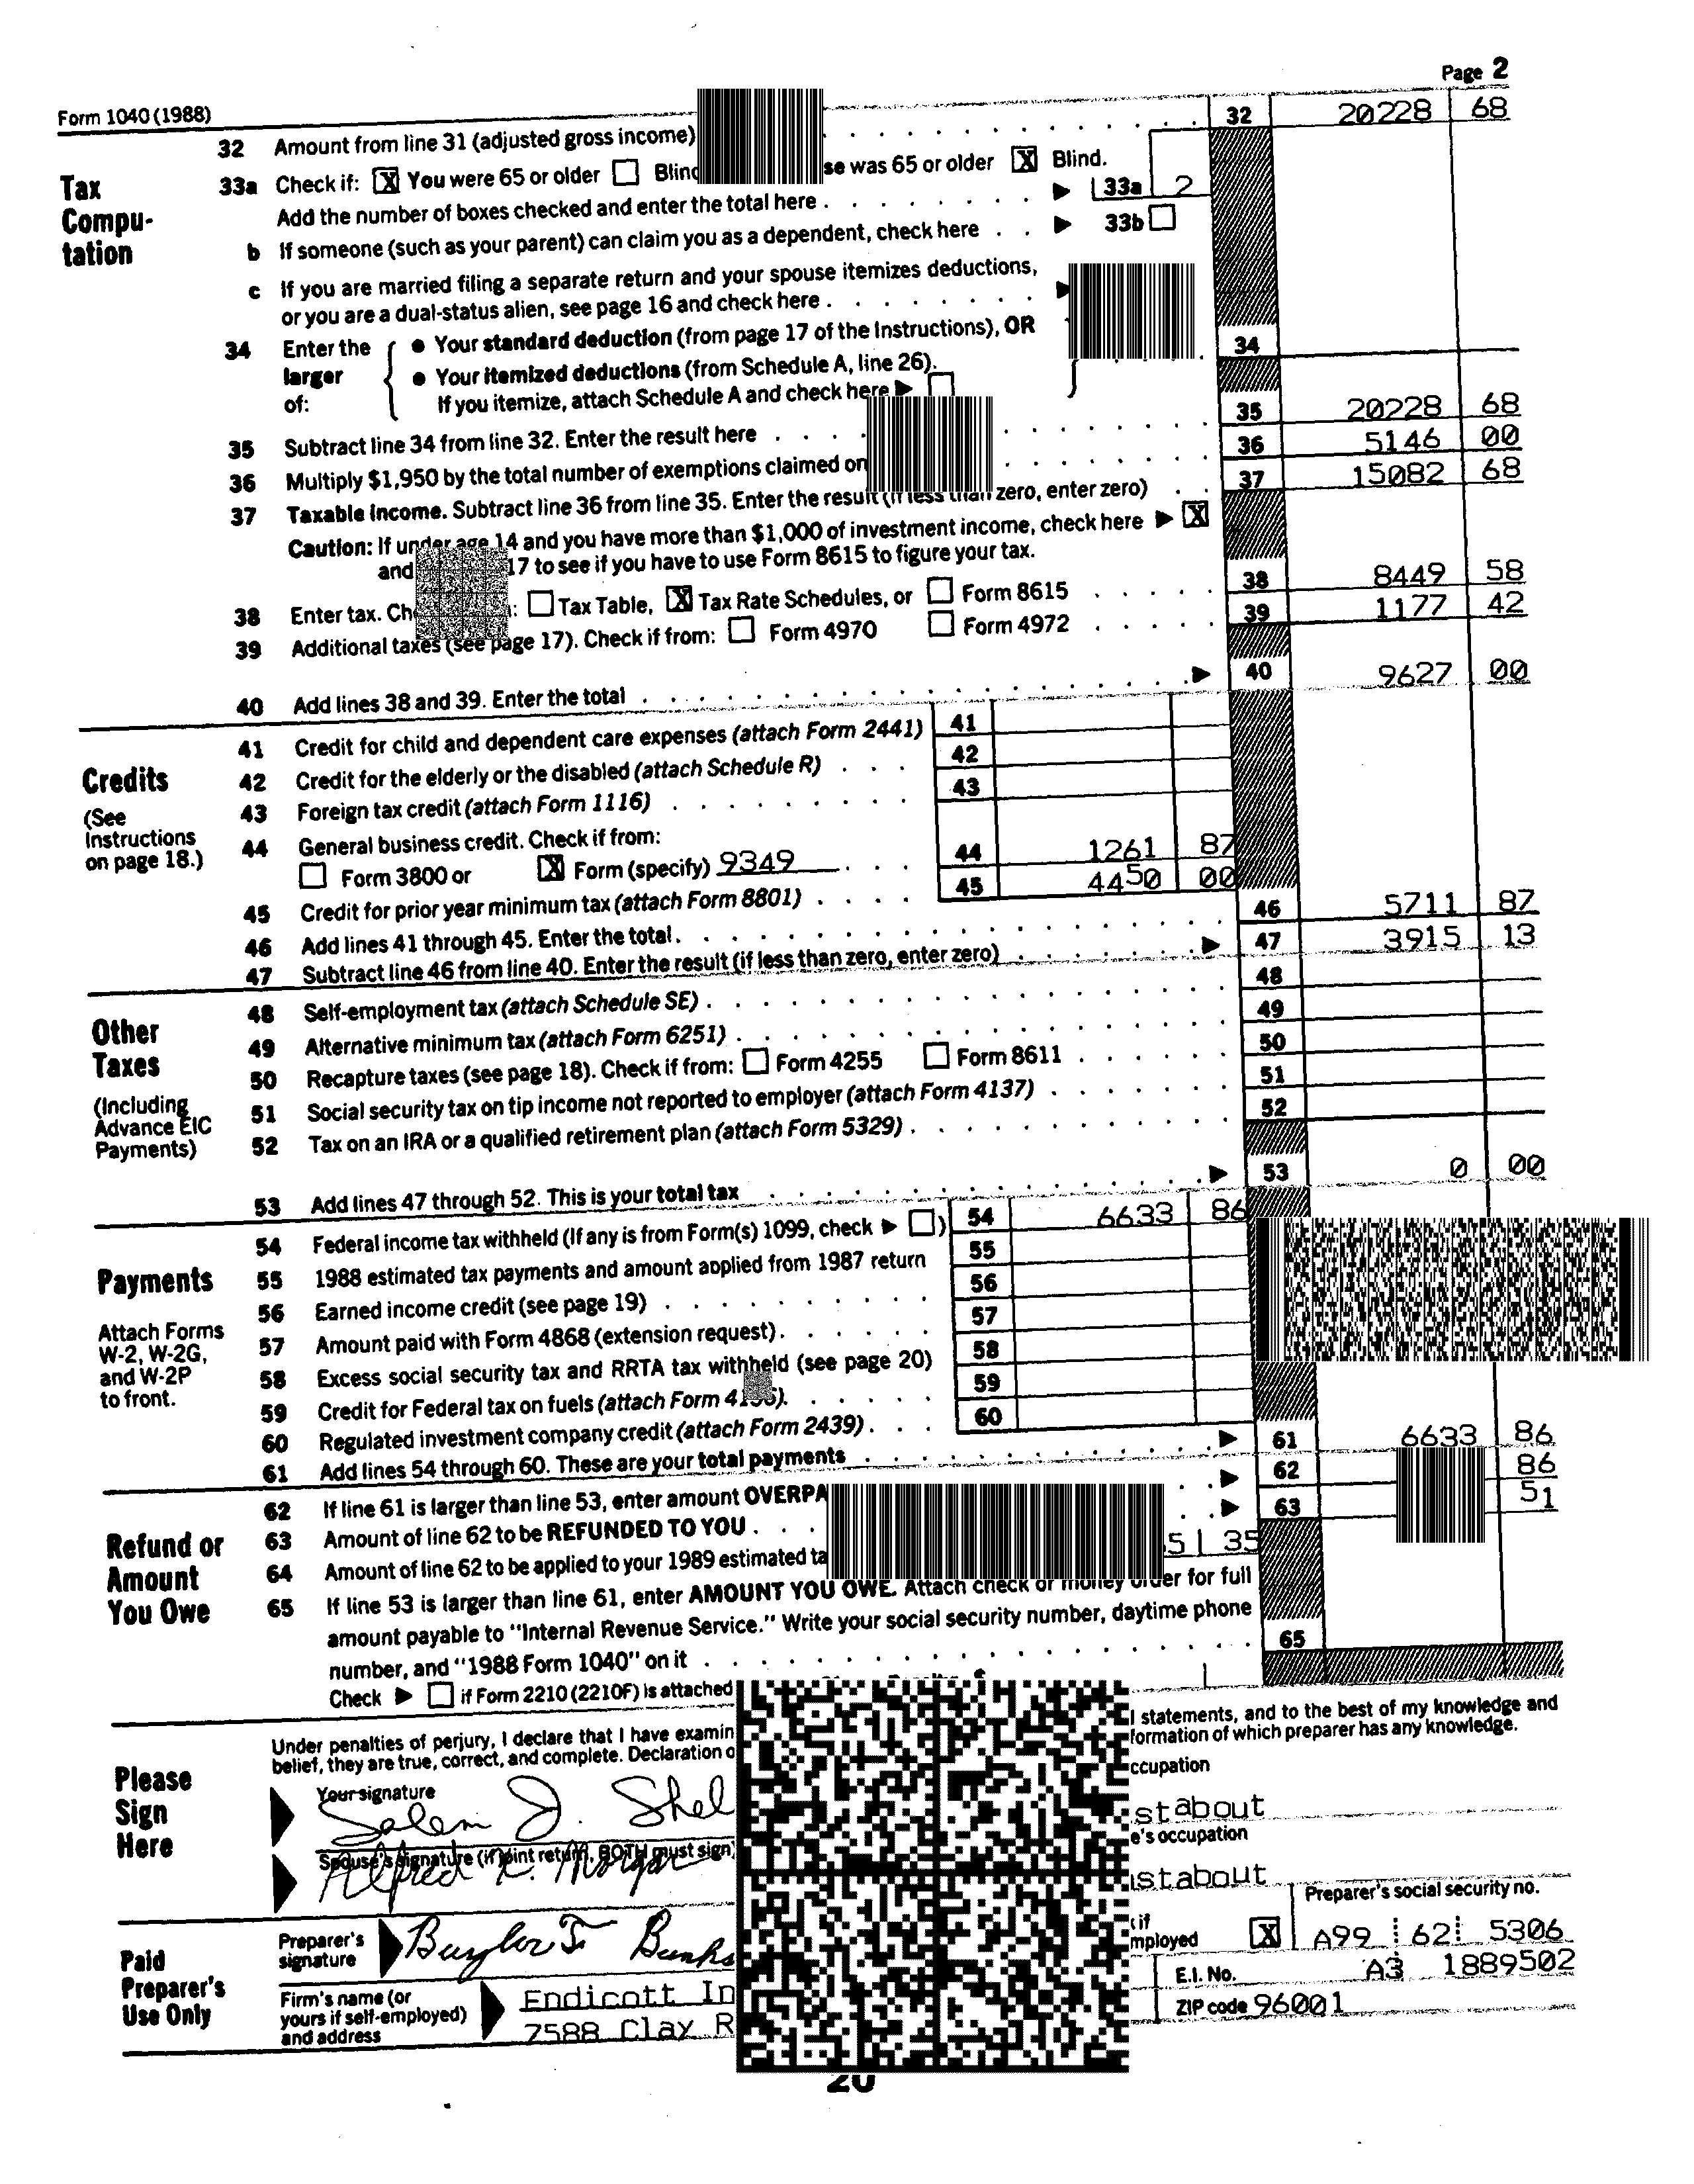 Page 2
Form 1040 (1988)
32 Amount from line 31 (adjusted gross income) 32 20228 68
Tax Compu-tation
33a Check if: X You were 65 or older Blind se was 65 or older X Blind.
Add the number of boxes checked and enter the total here 33a 2
b If someone (such as your parent) can claim you as a dependent, check here 33b
c If you are married filing a separate return and your spouse itemizes deductions,
or you are a dual-status alien, see page 16 and check here
34 Enter the larger of: • Your standard deduction (from page 17 of the Instructions), OR 34
• Your itemized deductions (from Schedule A, line 26).
If you itemize, attach Schedule A and check here
35 Subtract line 34 from line 32. Enter the result here 35 20228 68
36 Multiply $1,950 by the total number of exemptions claimed on 36 5146 00
37 Taxable income. Subtract line 36 from line 35. Enter the result (if less than zero, enter zero) 37 15082 68
Caution: If under age 14 and you have more than $1,000 of investment income, check here X
and 17 to see if you have to use Form 8615 to figure your tax.
38 Enter tax. Ch : Tax Table, X Tax Rate Schedules, or Form 8615 38 8449 58
39 Additional taxes (see page 17). Check if from: Form 4970 Form 4972 39 1177 42
40 Add lines 38 and 39. Enter the total 40 9627 00
Credits
(See Instructions on page 18.)
41 Credit for child and dependent care expenses (attach Form 2441) 41
42 Credit for the elderly or the disabled (attach Schedule R) 42
43 Foreign tax credit (attach Form 1116) 43
44 General business credit. Check if from:
Form 3800 or X Form (specify) 9349 44 1261 87
45 Credit for prior year minimum tax (attach Form 8801) 45 4450 00
46 Add lines 41 through 45. Enter the total. 46 5711 87
47 Subtract line 46 from line 40. Enter the result (if less than zero, enter zero) 47 3915 13
Other Taxes
(Including Advance EIC Payments)
48 Self-employment tax (attach Schedule SE) 48
49 Alternative minimum tax (attach Form 6251) 49
50 Recapture taxes (see page 18). Check if from: Form 4255 Form 8611 50
51 Social security tax on tip income not reported to employer (attach Form 4137) 51
52 Tax on an IRA or a qualified retirement plan (attach Form 5329) 52
53 Add lines 47 through 52. This is your total tax 53 0 00
Payments
Attach Forms W-2, W-2G, and W-2P to front.
54 Federal income tax withheld (If any is from Form(s) 1099, check ) 54 6633 86
55 1988 estimated tax payments and amount applied from 1987 return 55
56 Earned income credit (see page 19) 56
57 Amount paid with Form 4868 (extension request) 57
58 Excess social security tax and RRTA tax withheld (see page 20) 58
59 Credit for Federal tax on fuels (attach Form 59
60 Regulated investment company credit (attach Form 2439) 60
61 Add lines 54 through 60. These are your total payments 61 6633 86
Refund or Amount You Owe
62 If line 61 is larger than line 53, enter amount OVERPA 62 86
63 Amount of line 62 to be REFUNDED TO YOU 63 51
64 Amount of line 62 to be applied to your 1989 estimated ta 51 35
65 If line 53 is larger than line 61, enter AMOUNT YOU OWE. Attach check or money order for full
amount payable to "Internal Revenue Service." Write your social security number, daytime phone
number, and "1988 Form 1040" on it 65
Check if Form 2210 (2210F) is attached
Please Sign Here
Under penalties of perjury, I declare that I have examin l statements, and to the best of my knowledge and
belief, they are true, correct, and complete. Declaration o formation of which preparer has any knowledge.
Your signature ccupation
Salem J. Shel stabout
Spouse's signature (if joint return, BOTH must sign) e's occupation
Alfred K. Morgan stabout
Paid Preparer's Use Only
Preparer's signature if mployed X Preparer's social security no.
A99 62 5306
Firm's name (or yours if self-employed) and address
Endicott In E.I. No. A3 1889502
7588 Clay R ZIP code 96001